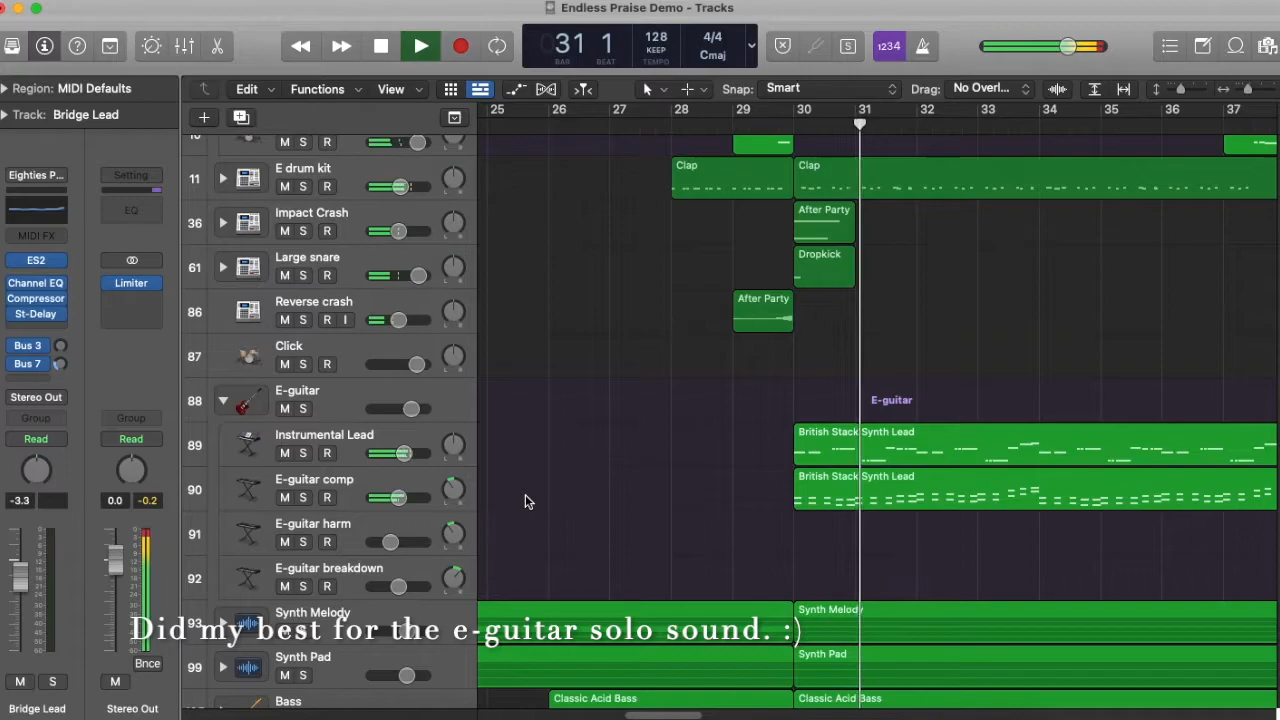 Endless Praise Demo - Tracks
31 1
BAR BEAT
128
KEEP
TEMPO
4/4
Cmaj
1234
Region: MIDI Defaults
Edit Functions View Snap: Smart Drag: No Overl...
Track: Bridge Lead
25 26 27 28 29 30 31 32 33 34 35 36 37
M S R
Eighties P... Setting
EQ
MIDI FX
ES2
Channel EQ Limiter
Compressor
St-Delay
Bus 3
Bus 7
Stereo Out
Group Group
Read Read
-3.3 0.0 -0.2
Bnce
M S M
Bridge Lead
11 E drum kit
M S R
Clap Clap
36 Impact Crash
M S R
After Party
61 Large snare
M S R
Dropkick
86 Reverse crash
M S R I
After Party
87 Click
M S R
88 E-guitar
M S
E-guitar
89 Instrumental Lead
M S R
British Stack Synth Lead
90 E-guitar comp
M S R
British Stack Synth Lead
91 E-guitar harm
M S R
92 E-guitar breakdown
M S R
93 Synth Melody
Synth Melody
Did my best for the e-guitar solo sound. :)
99 Synth Pad
M S
Synth Pad
Bass
Classic Acid Bass Classic Acid Bass